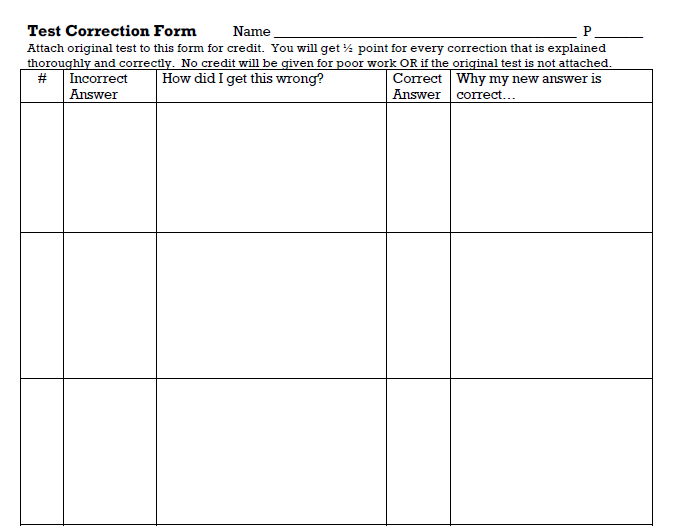 Test Correction Form Name ______________________ P______
Attach original test to this form for credit. You will get ½ point for every correction that is explained
thoroughly and correctly. No credit will be given for poor work OR if the original test is not attached.
# Incorrect Answer How did I get this wrong? Correct Answer Why my new answer is correct…